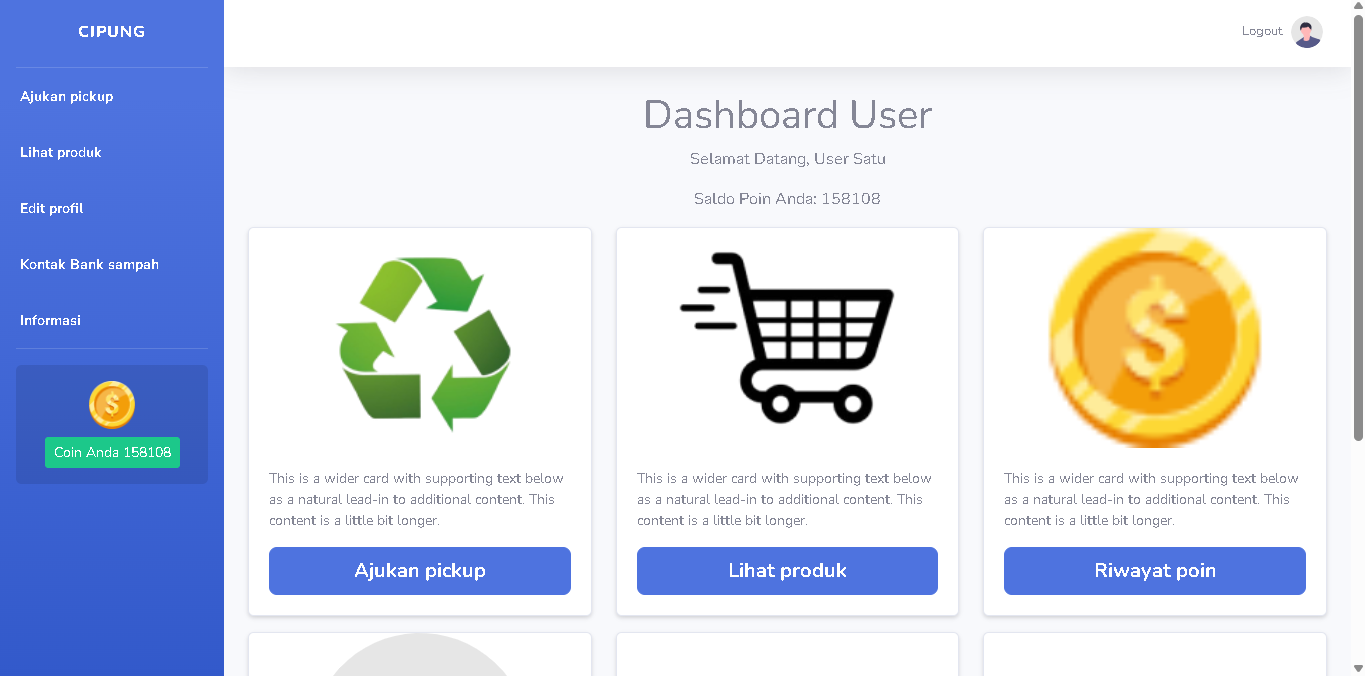 CIPUNG
Ajukan pickup
Lihat produk
Edit profil
Kontak Bank sampah
Informasi
$
Coin Anda 158108
Logout
Dashboard User
Selamat Datang, User Satu
Saldo Poin Anda: 158108
This is a wider card with supporting text below
as a natural lead-in to additional content. This
content is a little bit longer.
Ajukan pickup
This is a wider card with supporting text below
as a natural lead-in to additional content. This
content is a little bit longer.
Lihat produk
$
This is a wider card with supporting text below
as a natural lead-in to additional content. This
content is a little bit longer.
Riwayat poin